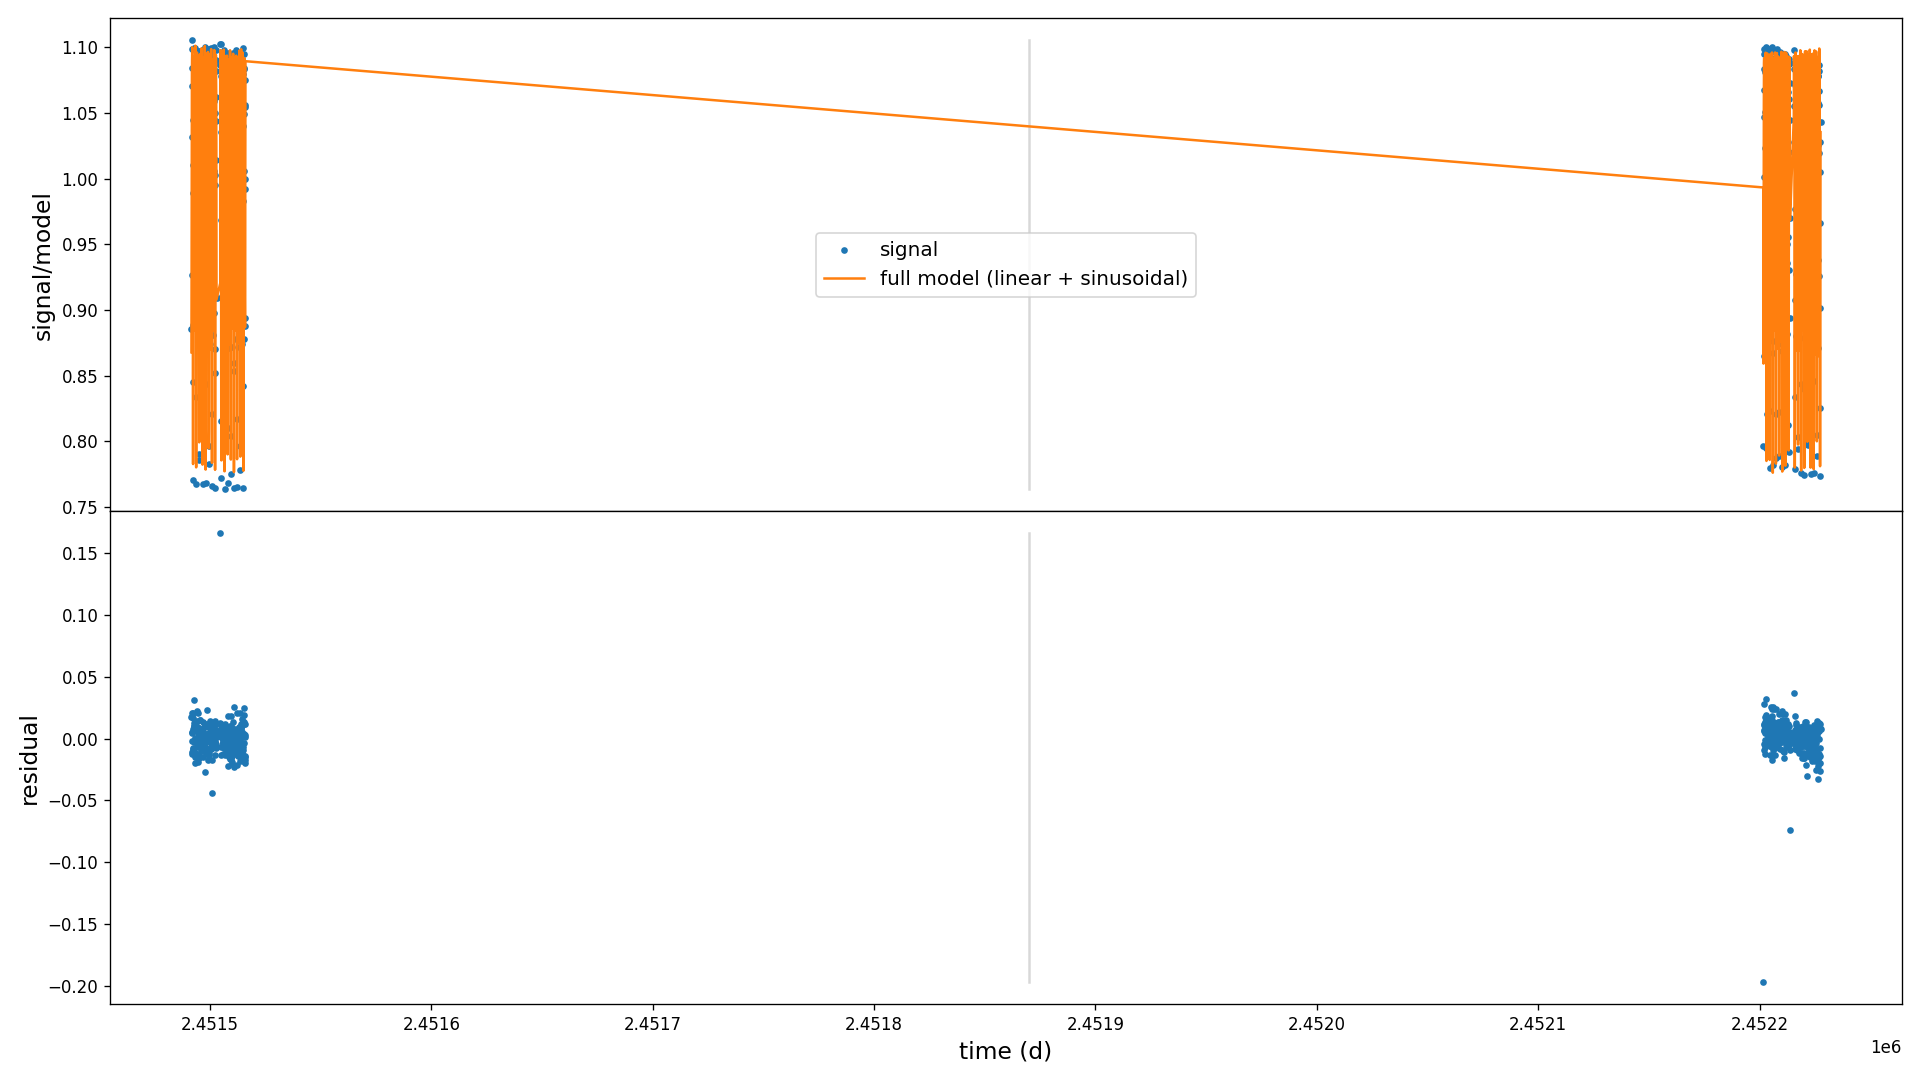 signal/model
1.10
1.05
1.00
0.95
0.90
0.85
0.80
0.75
signal
full model (linear + sinusoidal)
residual
0.15
0.10
0.05
0.00
−0.05
−0.10
−0.15
−0.20
2.4515 2.4516 2.4517 2.4518 2.4519 2.4520 2.4521 2.4522
1e6
time (d)